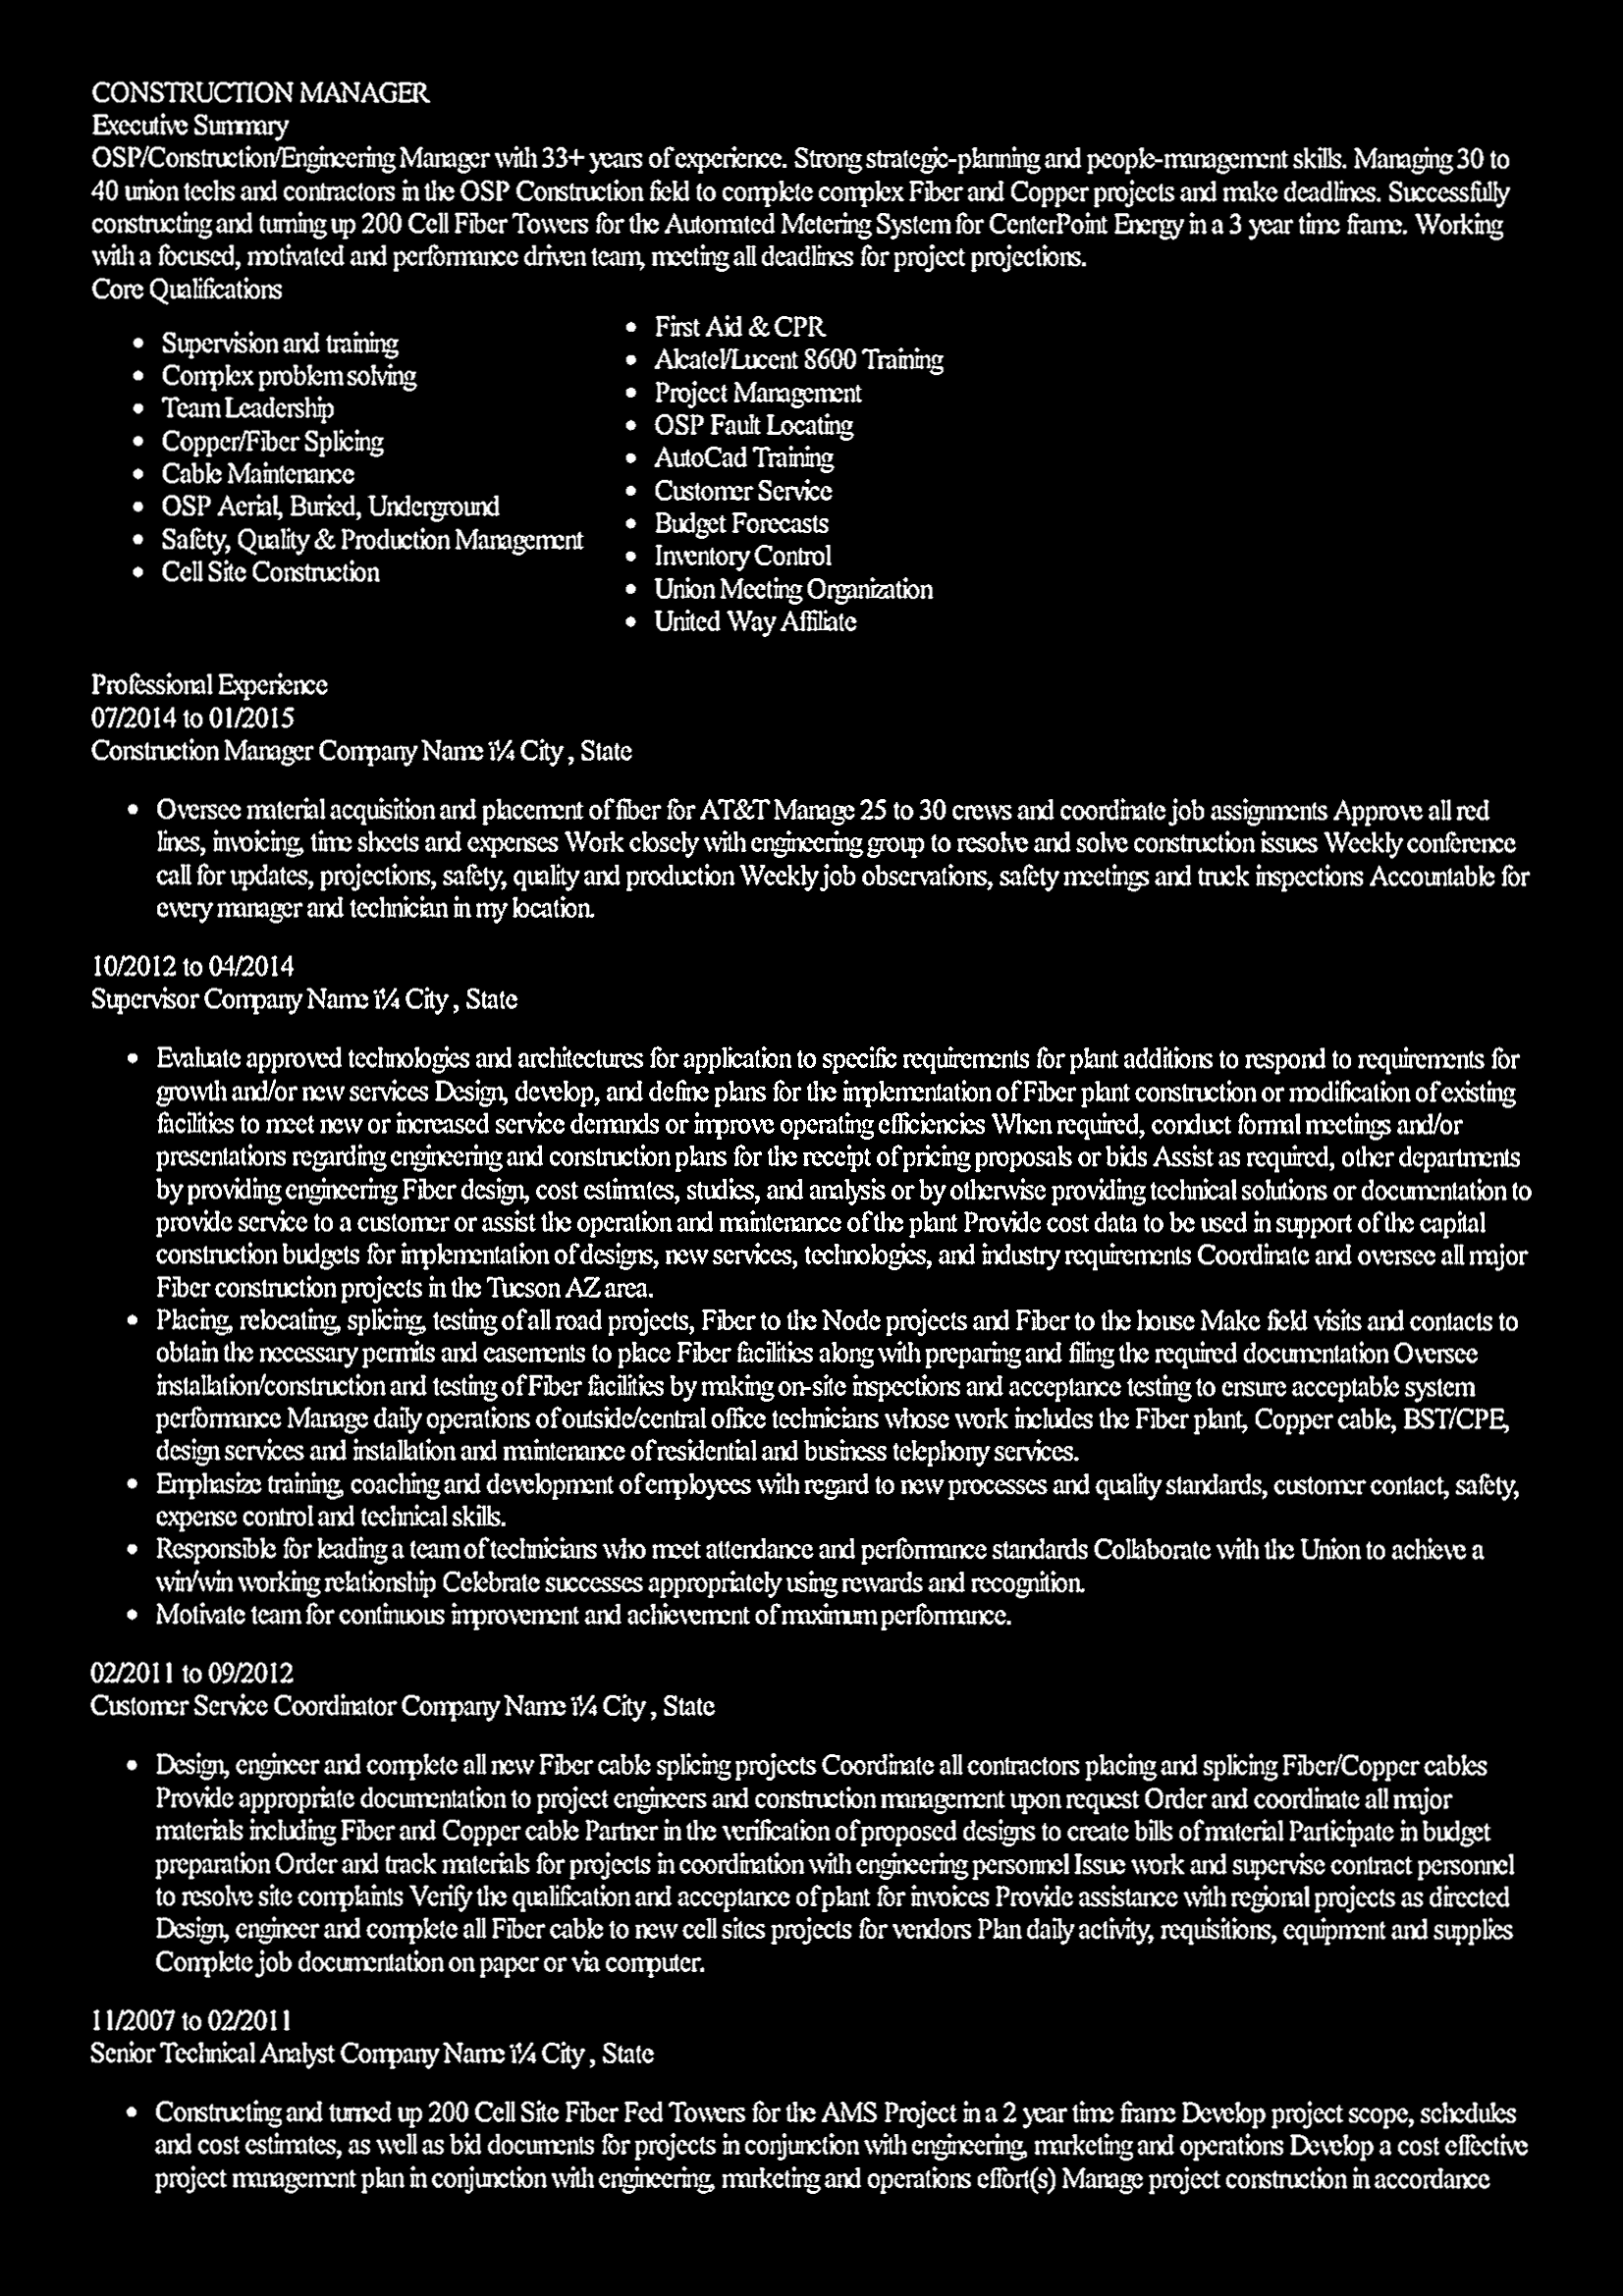 CONSTRUCTION MANAGER
Executive Summary
OSP/Construction/Engineering Manager with 33+ years of experience. Strong strategic-planning and people-management skills. Managing 30 to
40 union techs and contractors in the OSP Construction field to complete complex Fiber and Copper projects and make deadlines. Successfully
constructing and turning up 200 Cell Fiber Towers for the Automated Metering System for CenterPoint Energy in a 3 year time frame. Working
with a focused, motivated and performance driven team, meeting all deadlines for project projections.
Core Qualifications
• Supervision and training
• Complex problem solving
• Team Leadership
• Copper/Fiber Splicing
• Cable Maintenance
• OSP Aerial, Buried, Underground
• Safety, Quality & Production Management
• Cell Site Construction
• First Aid & CPR
• Alcatel/Lucent 8600 Training
• Project Management
• OSP Fault Locating
• AutoCad Training
• Customer Service
• Budget Forecasts
• Inventory Control
• Union Meeting Organization
• United Way Affiliate
Professional Experience
07/2014 to 01/2015
Construction Manager Company Name ï¼ City , State
• Oversee material acquisition and placement of fiber for AT&T Manage 25 to 30 crews and coordinate job assignments Approve all red
lines, invoicing, time sheets and expenses Work closely with engineering group to resolve and solve construction issues Weekly conference
call for updates, projections, safety, quality and production Weekly job observations, safety meetings and truck inspections Accountable for
every manager and technician in my location.
10/2012 to 04/2014
Supervisor Company Name ï¼ City , State
• Evaluate approved technologies and architectures for application to specific requirements for plant additions to respond to requirements for
growth and/or new services Design, develop, and define plans for the implementation of Fiber plant construction or modification of existing
facilities to meet new or increased service demands or improve operating efficiencies When required, conduct formal meetings and/or
presentations regarding engineering and construction plans for the receipt of pricing proposals or bids Assist as required, other departments
by providing engineering Fiber design, cost estimates, studies, and analysis or by otherwise providing technical solutions or documentation to
provide service to a customer or assist the operation and maintenance of the plant Provide cost data to be used in support of the capital
construction budgets for implementation of designs, new services, technologies, and industry requirements Coordinate and oversee all major
Fiber construction projects in the Tucson AZ area.
• Placing, relocating, splicing, testing of all road projects, Fiber to the Node projects and Fiber to the house Make field visits and contacts to
obtain the necessary permits and easements to place Fiber facilities along with preparing and filing the required documentation Oversee
installation/construction and testing of Fiber facilities by making on-site inspections and acceptance testing to ensure acceptable system
performance Manage daily operations of outside/central office technicians whose work includes the Fiber plant, Copper cable, BST/CPE,
design services and installation and maintenance of residential and business telephony services.
• Emphasize training, coaching and development of employees with regard to new processes and quality standards, customer contact, safety,
expense control and technical skills.
• Responsible for leading a team of technicians who meet attendance and performance standards Collaborate with the Union to achieve a
win/win working relationship Celebrate successes appropriately using rewards and recognition.
• Motivate team for continuous improvement and achievement of maximum performance.
02/2011 to 09/2012
Customer Service Coordinator Company Name ï¼ City , State
• Design, engineer and complete all new Fiber cable splicing projects Coordinate all contractors placing and splicing Fiber/Copper cables
Provide appropriate documentation to project engineers and construction management upon request Order and coordinate all major
materials including Fiber and Copper cable Partner in the verification of proposed designs to create bills of material Participate in budget
preparation Order and track materials for projects in coordination with engineering personnel Issue work and supervise contract personnel
to resolve site complaints Verify the qualification and acceptance of plant for invoices Provide assistance with regional projects as directed
Design, engineer and complete all Fiber cable to new cell sites projects for vendors Plan daily activity, requisitions, equipment and supplies
Complete job documentation on paper or via computer.
11/2007 to 02/2011
Senior Technical Analyst Company Name ï¼ City , State
• Constructing and turned up 200 Cell Site Fiber Fed Towers for the AMS Project in a 2 year time frame Develop project scope, schedules
and cost estimates, as well as bid documents for projects in conjunction with engineering, marketing and operations Develop a cost effective
project management plan in conjunction with engineering, marketing and operations effort(s) Manage project construction in accordance